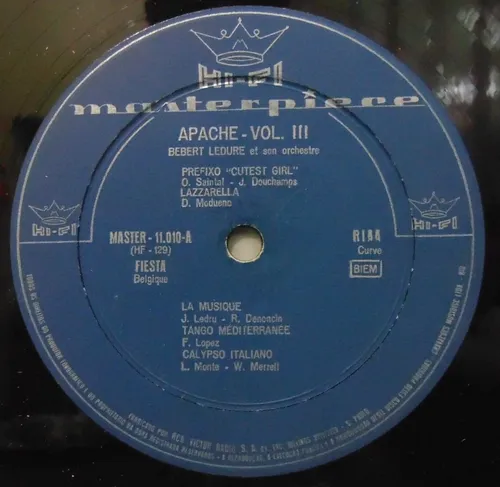 HI-FI
masterpiece
APACHE - VOL. III
BEBERT LEDURE et son orchestre
PREFIXO "CUTEST GIRL"
O. Saintal - J. Douchamps
LAZZARELLA
D. Modugno
HI-FI
HI-FI
MASTER - 11.010-A
RIAA
(HF - 129)
Curve
FIESTA
BIEM
Belgique
LA MUSIQUE
J. Ledru - R. Denoncin
TANGO MÉDITERRANÉE
F. Lopez
CALYPSO ITALIANO
L. Monte - W. Merrell